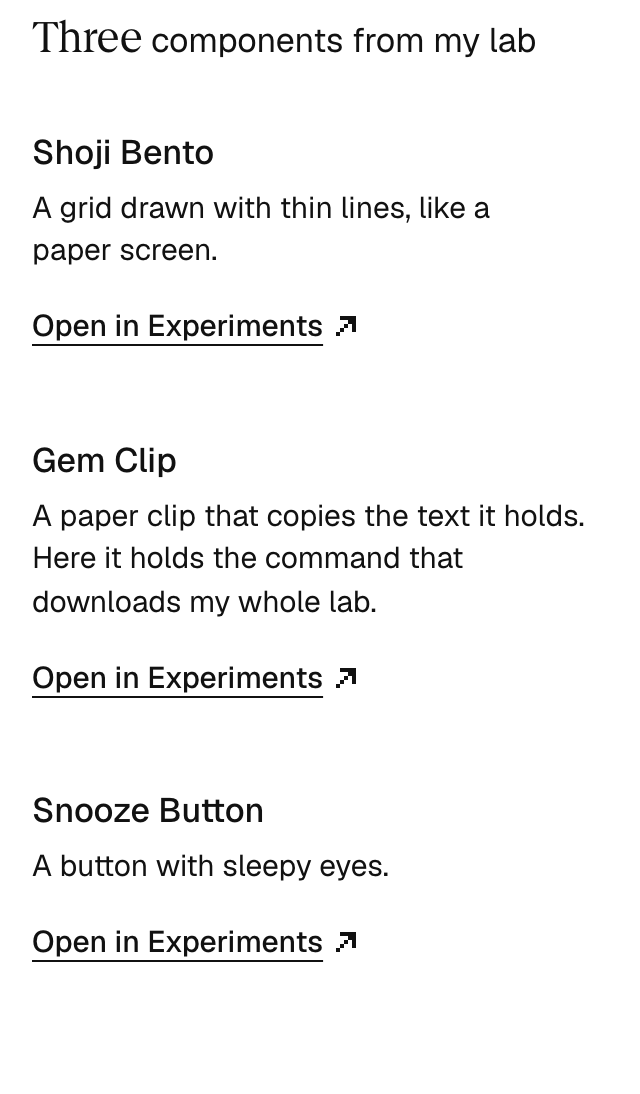 Three components from my lab
Shoji Bento
A grid drawn with thin lines, like a
paper screen.
Open in Experiments
Gem Clip
A paper clip that copies the text it holds.
Here it holds the command that
downloads my whole lab.
Open in Experiments
Snooze Button
A button with sleepy eyes.
Open in Experiments